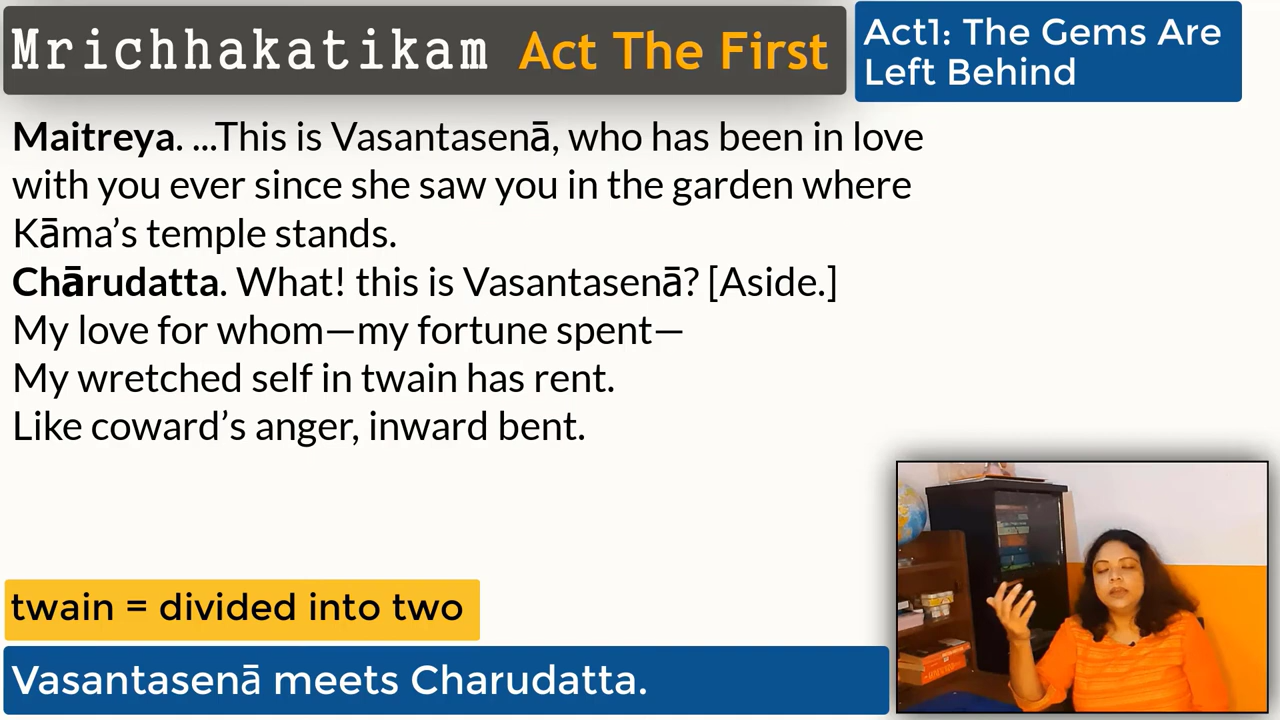 Mrichhakatikam Act The First
Act1: The Gems Are
Left Behind
Maitreya. ...This is Vasantasenā, who has been in love
with you ever since she saw you in the garden where
Kāma’s temple stands.
Chārudatta. What! this is Vasantasenā? [Aside.]
My love for whom—my fortune spent—
My wretched self in twain has rent.
Like coward’s anger, inward bent.
twain = divided into two
Vasantasenā meets Charudatta.